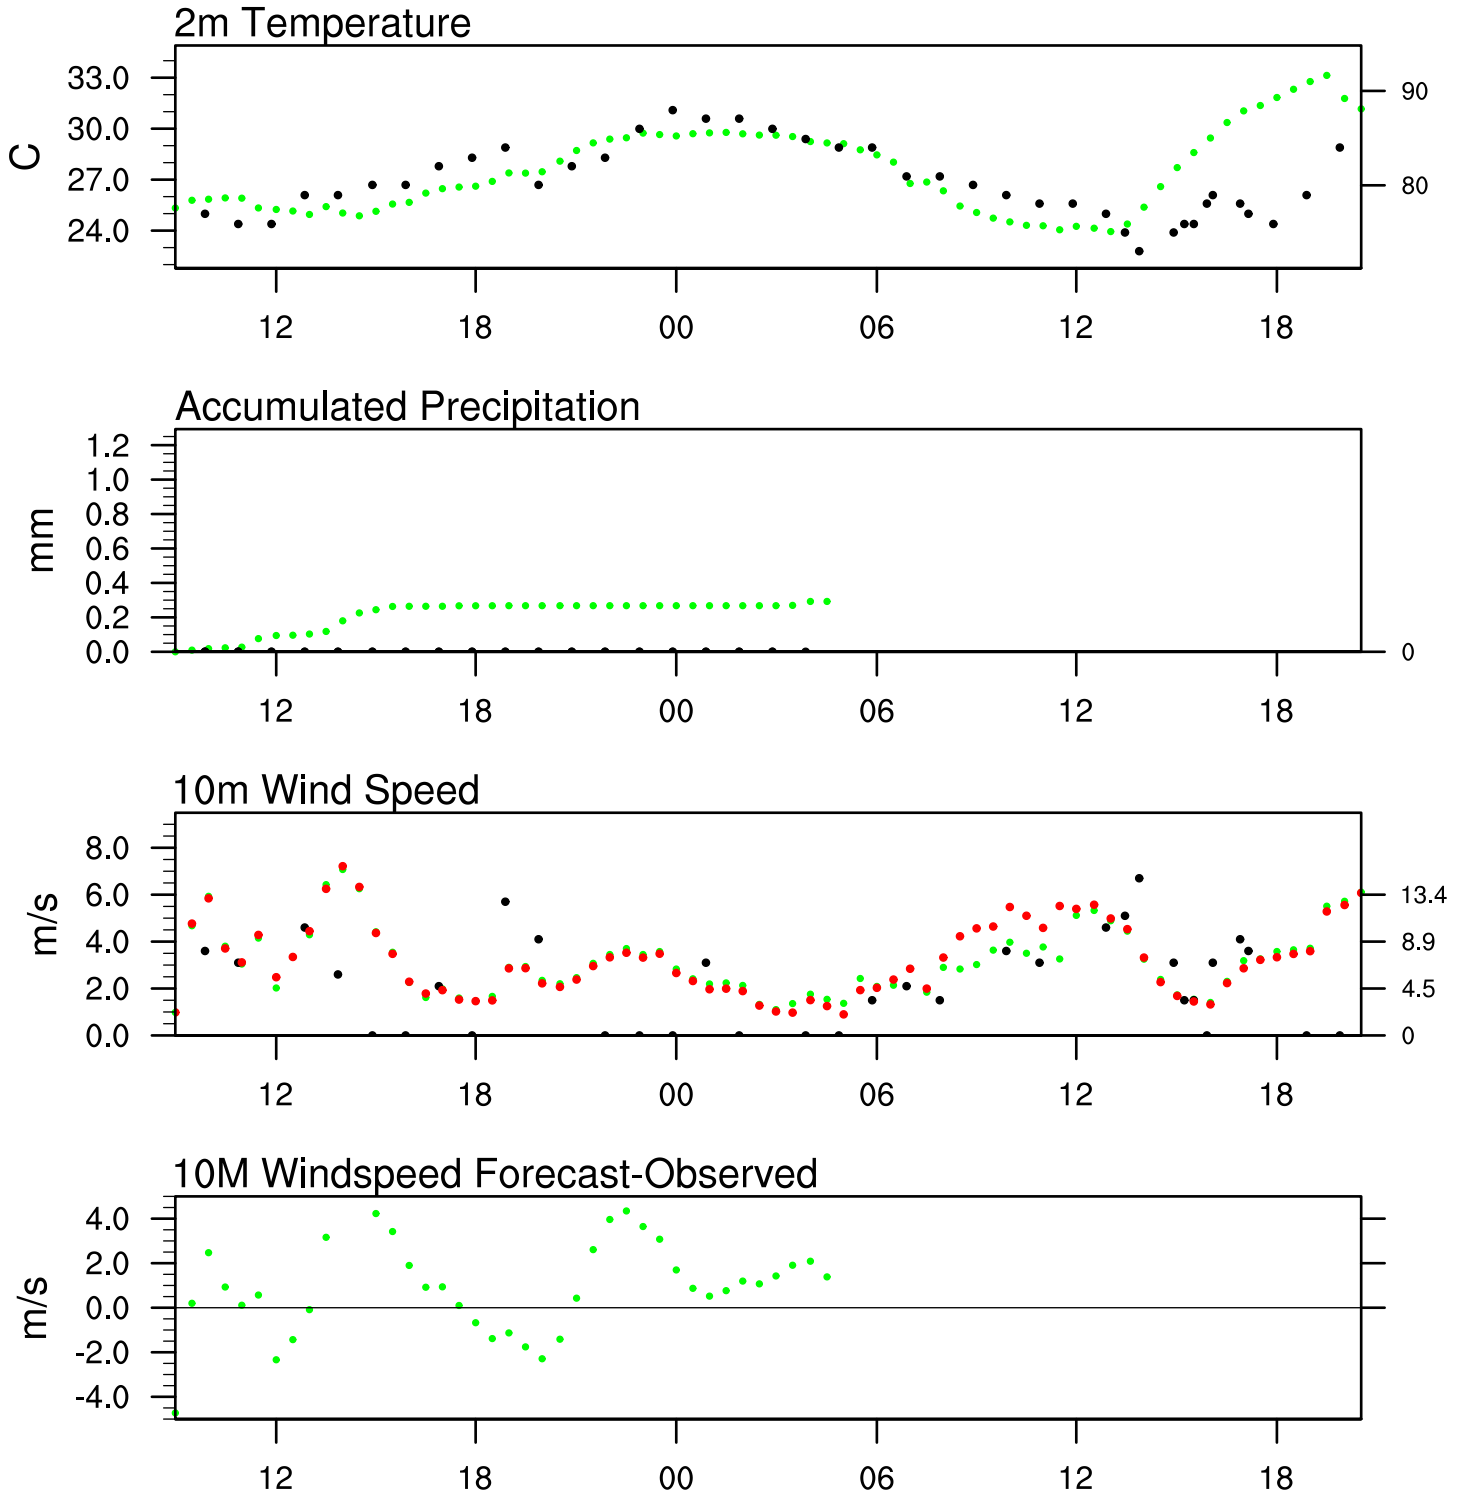 2m Temperature
33.0
30.0
27.0
24.0
C
90
80
12 18 00 06 12 18
Accumulated Precipitation
1.2
1.0
0.8
0.6
0.4
0.2
0.0
mm
0
12 18 00 06 12 18
10m Wind Speed
8.0
6.0
4.0
2.0
0.0
m/s
13.4
8.9
4.5
0
12 18 00 06 12 18
10M Windspeed Forecast-Observed
4.0
2.0
0.0
-2.0
-4.0
m/s
12 18 00 06 12 18